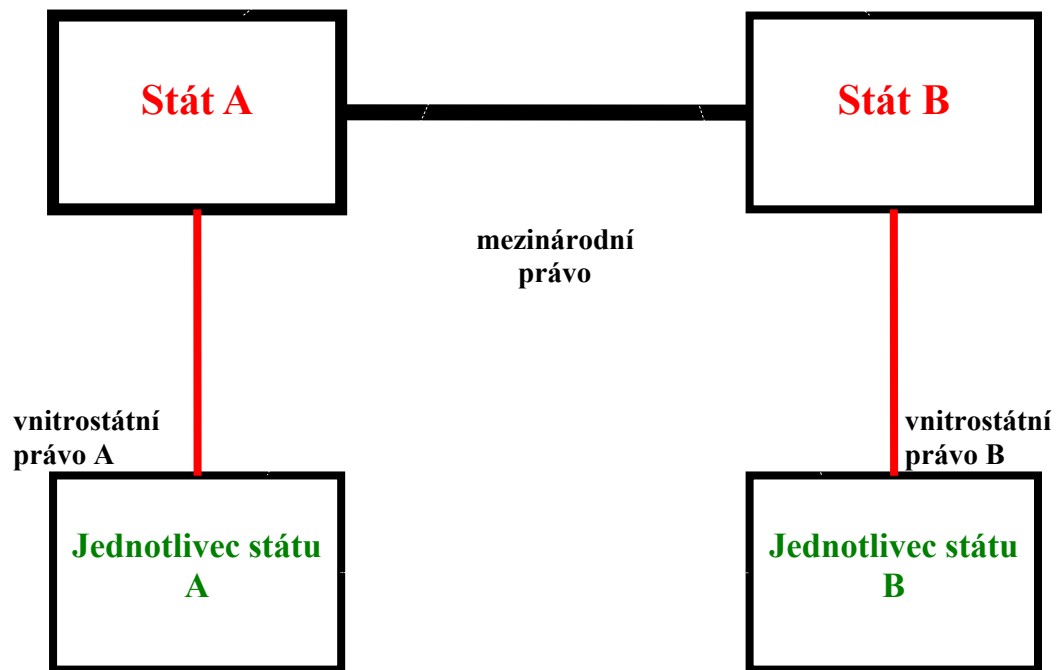 Stát A
Stát B
mezinárodní
právo
vnitrostátní
právo A
vnitrostátní
právo B
Jednotlivec státu
A
Jednotlivec státu
B